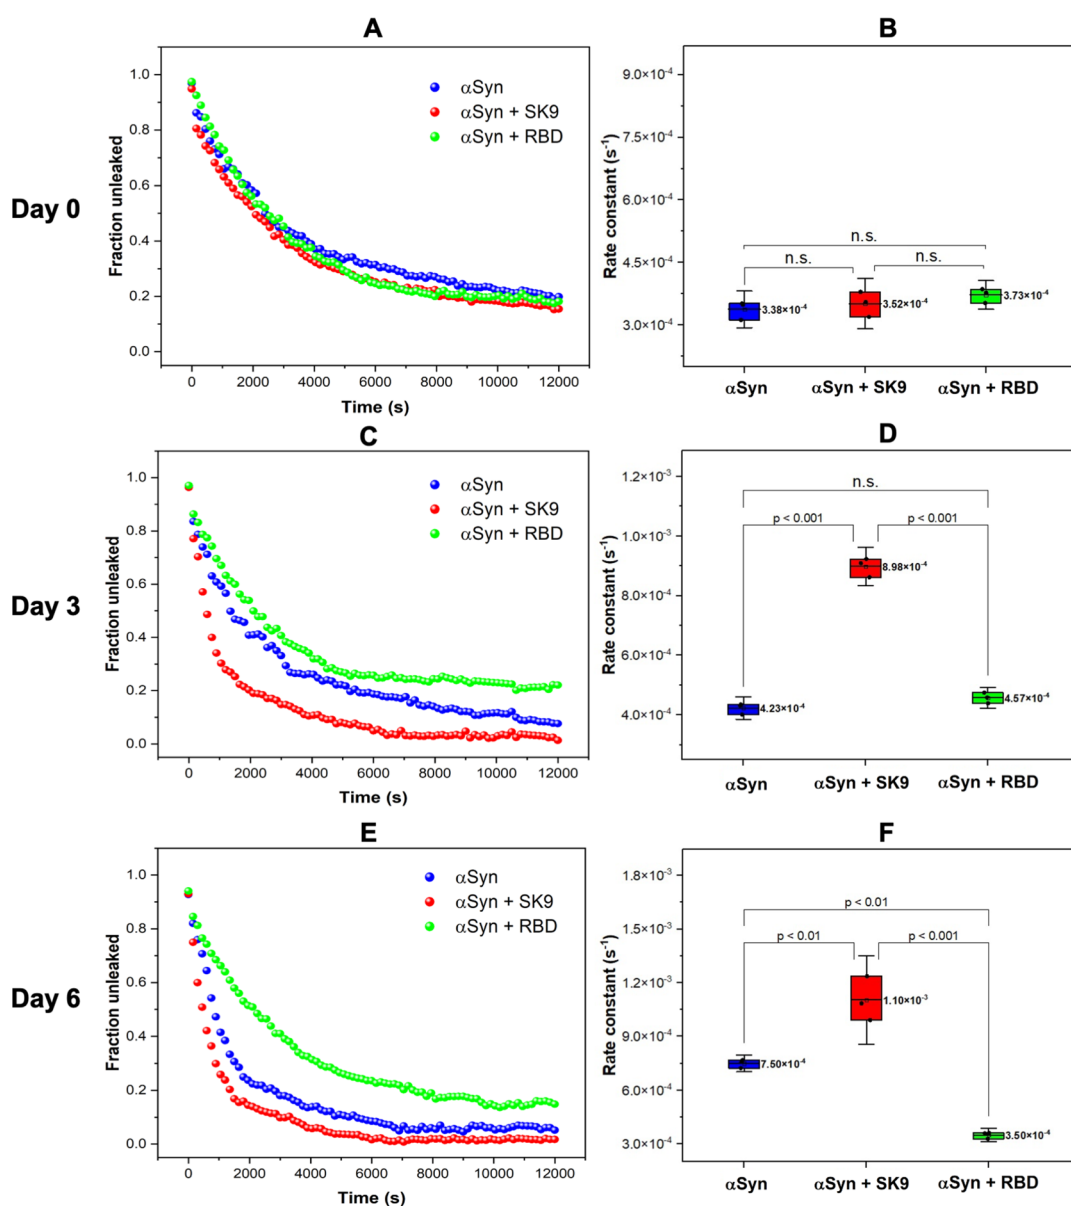 A
Fraction unleaked
1.0
0.8
0.6
0.4
0.2
0.0
αSyn
αSyn + SK9
αSyn + RBD
0 2000 4000 6000 8000 10000 12000
Time (s)
Day 0
B
Rate constant (s⁻¹)
9.0×10⁻⁴
7.5×10⁻⁴
6.0×10⁻⁴
4.5×10⁻⁴
3.0×10⁻⁴
n.s.
n.s. n.s.
3.38×10⁻⁴ 3.52×10⁻⁴ 3.73×10⁻⁴
αSyn αSyn + SK9 αSyn + RBD
C
Fraction unleaked
1.0
0.8
0.6
0.4
0.2
0.0
αSyn
αSyn + SK9
αSyn + RBD
0 2000 4000 6000 8000 10000 12000
Time (s)
Day 3
D
Rate constant (s⁻¹)
1.2×10⁻³
1.0×10⁻³
8.0×10⁻⁴
6.0×10⁻⁴
4.0×10⁻⁴
n.s.
p < 0.001 p < 0.001
8.98×10⁻⁴
4.23×10⁻⁴ 4.57×10⁻⁴
αSyn αSyn + SK9 αSyn + RBD
E
Fraction unleaked
1.0
0.8
0.6
0.4
0.2
0.0
αSyn
αSyn + SK9
αSyn + RBD
0 2000 4000 6000 8000 10000 12000
Time (s)
Day 6
F
Rate constant (s⁻¹)
1.8×10⁻³
1.5×10⁻³
1.2×10⁻³
9.0×10⁻⁴
6.0×10⁻⁴
3.0×10⁻⁴
p < 0.01
p < 0.01 p < 0.001
1.10×10⁻³
7.50×10⁻⁴
3.50×10⁻⁴
αSyn αSyn + SK9 αSyn + RBD